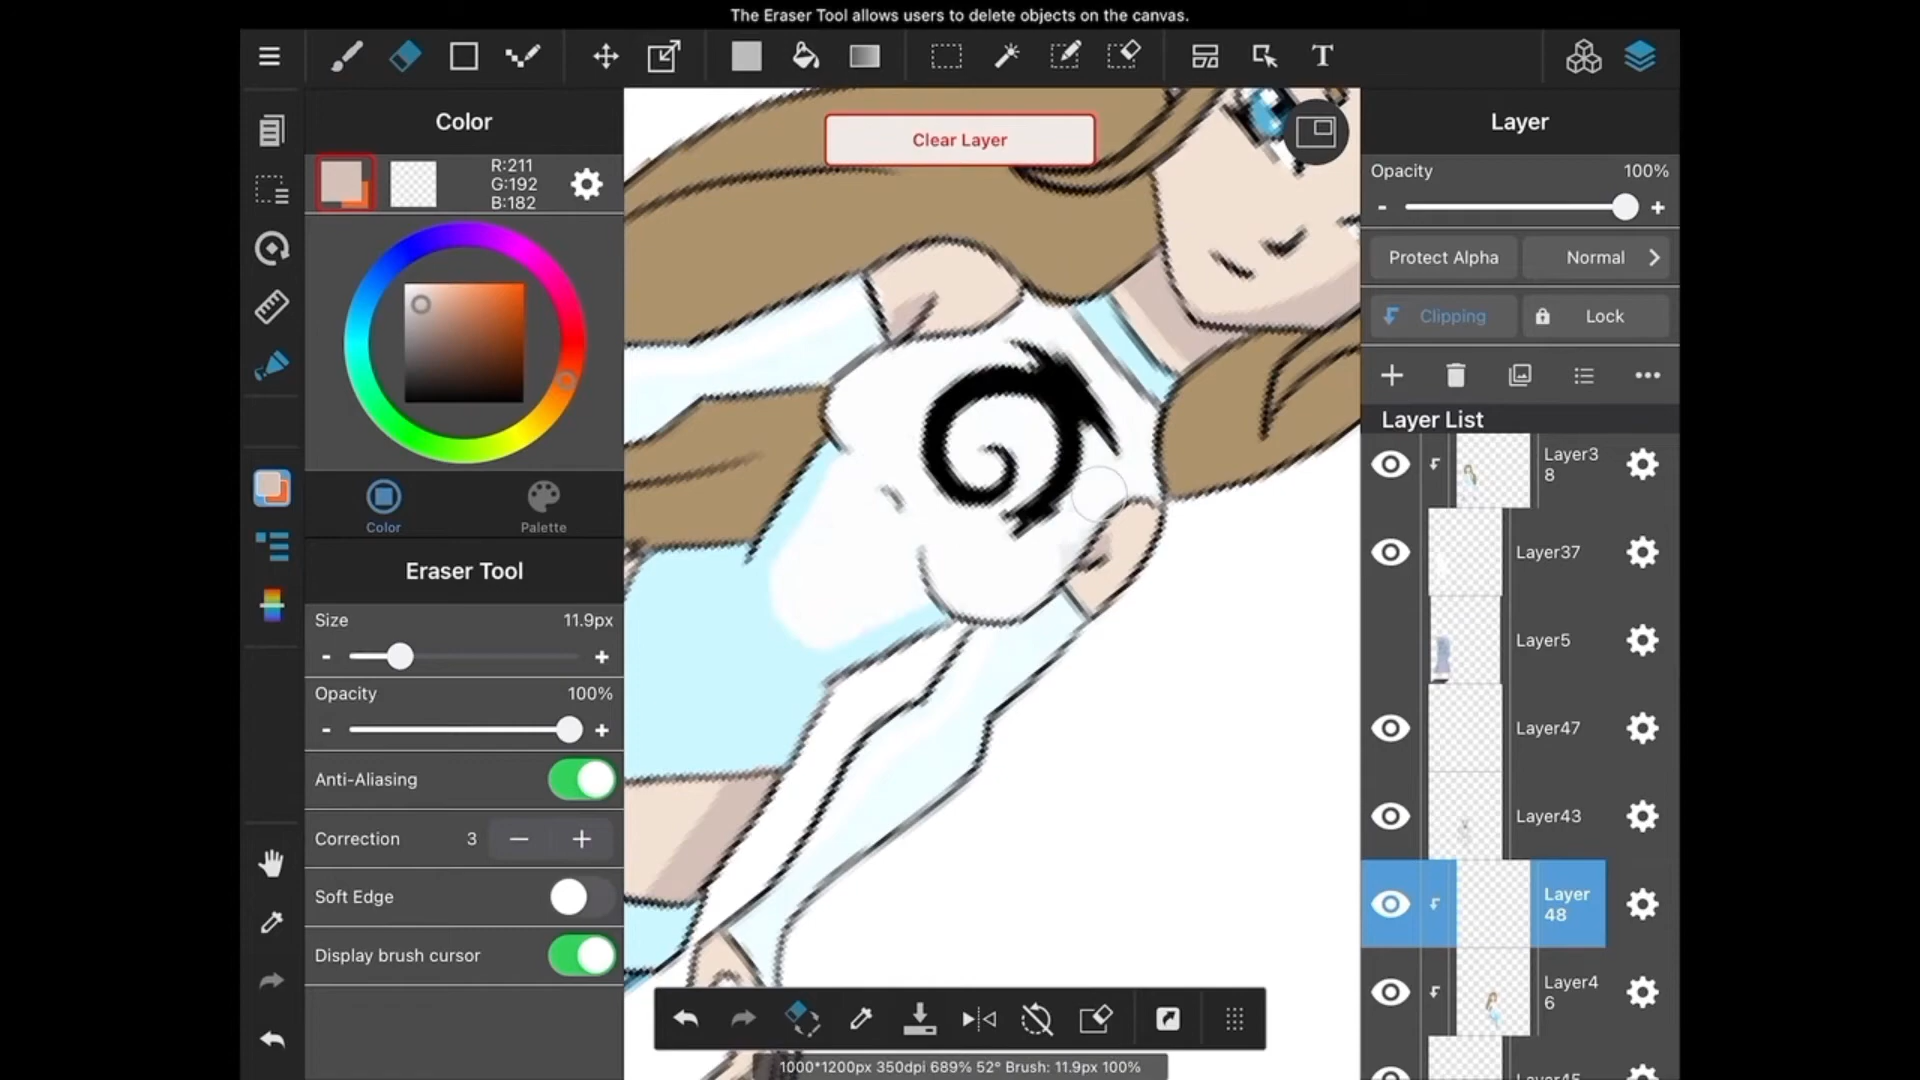 The Eraser Tool allows users to delete objects on the canvas.
T
Color
R:211
G:192
B:182
Color
Palette
Eraser Tool
Size
11.9px
-
+
Opacity
100%
-
+
Anti-Aliasing
Correction
3
Soft Edge
Display brush cursor
Clear Layer
1000*1200px 350dpi 689% 52° Brush: 11.9px 100%
Layer
Opacity
100%
-
+
Protect Alpha
Normal
Clipping
Lock
Layer List
Layer3
8
Layer37
Layer5
Layer47
Layer43
Layer
48
Layer4
6
Layer45